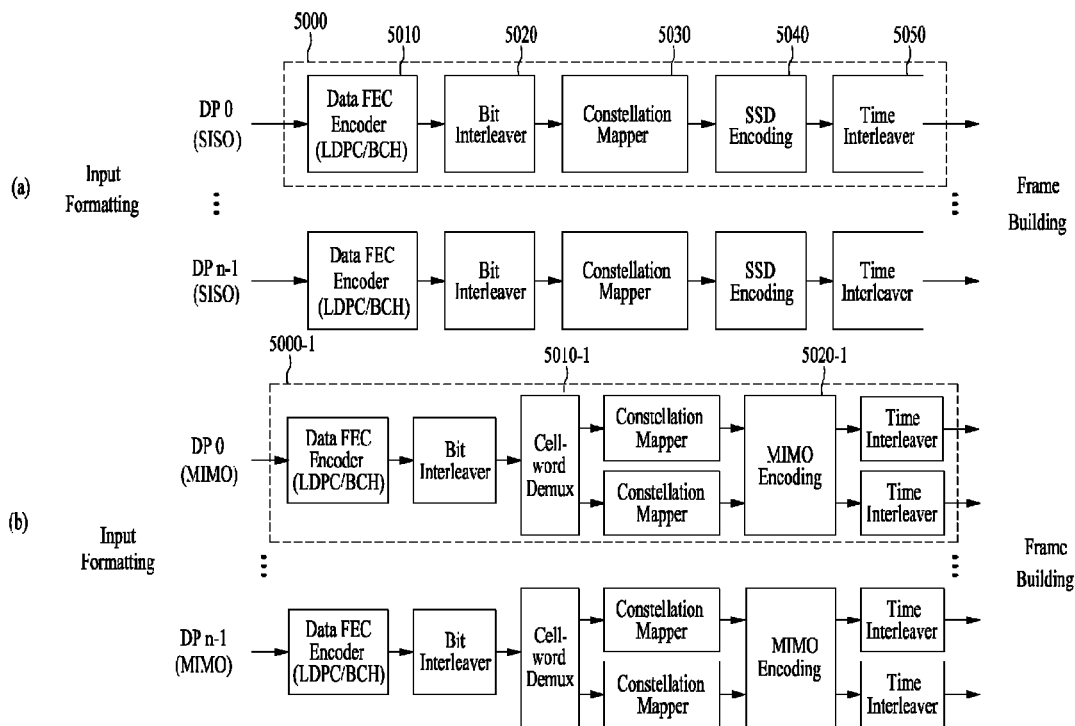 5000
5010
5020
5030
5040
5050
DP 0
(SISO)
Data FEC
Encoder
(LDPC/BCH)
Bit
Interleaver
Constellation
Mapper
SSD
Encoding
Time
Interleaver
(a)
Input
Formatting
Frame
Building
DP n-1
(SISO)
Data FEC
Encoder
(LDPC/BCH)
Bit
Interleaver
Constellation
Mapper
SSD
Encoding
Time
Interleaver
5000-1
5010-1
5020-1
DP 0
(MIMO)
Data FEC
Encoder
(LDPC/BCH)
Bit
Interleaver
Cell-
word
Demux
Constellation
Mapper
Constellation
Mapper
MIMO
Encoding
Time
Interleaver
Time
Interleaver
(b)
Input
Formatting
Frame
Building
DP n-1
(MIMO)
Data FEC
Encoder
(LDPC/BCH)
Bit
Interleaver
Cell-
word
Demux
Constellation
Mapper
Constellation
Mapper
MIMO
Encoding
Time
Interleaver
Time
Interleaver